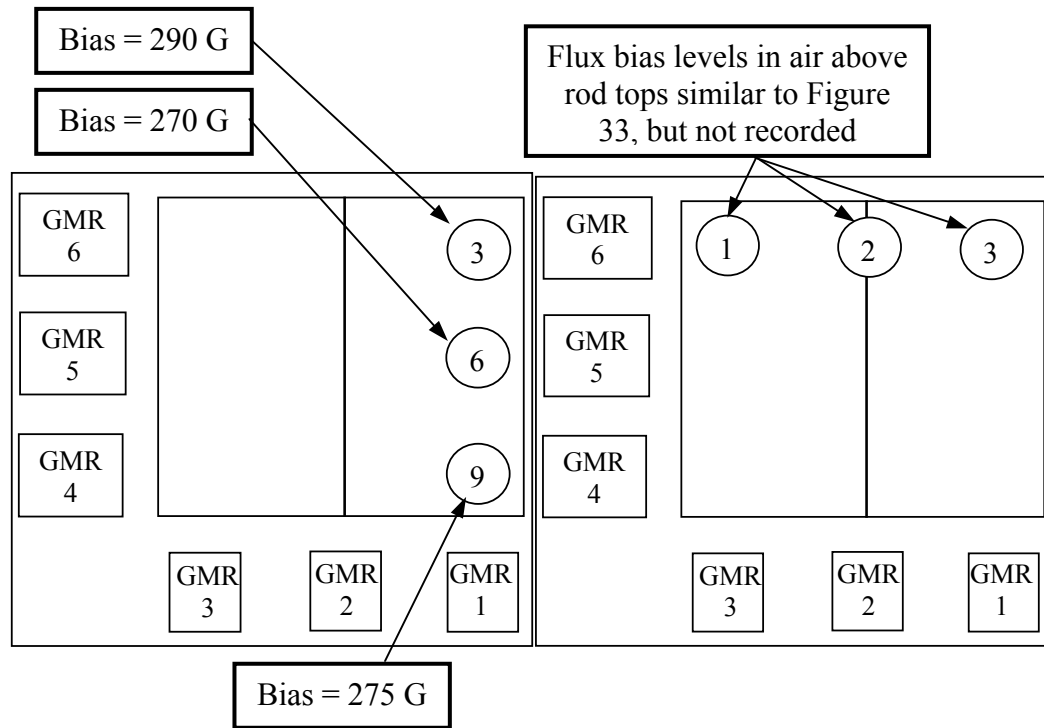 Bias = 290 G
Bias = 270 G
Flux bias levels in air above
rod tops similar to Figure
33, but not recorded
GMR
6
3
GMR
5
6
GMR
4
9
GMR
3
GMR
2
GMR
1
Bias = 275 G
GMR
6
1
2
3
GMR
5
GMR
4
GMR
3
GMR
2
GMR
1